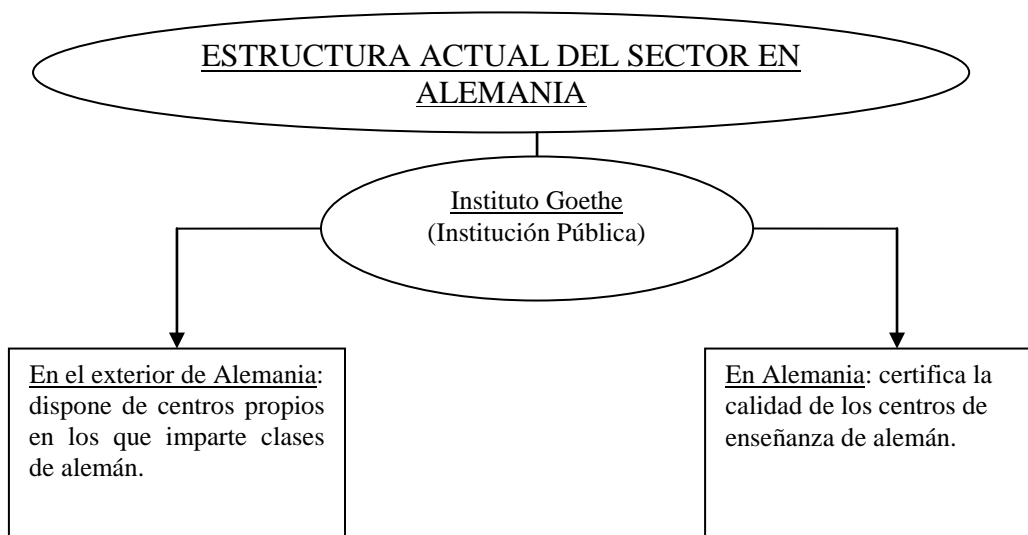 ESTRUCTURA ACTUAL DEL SECTOR EN
ALEMANIA
Instituto Goethe
(Institución Pública)
En el exterior de Alemania:
dispone de centros propios
en los que imparte clases
de alemán.
En Alemania: certifica la
calidad de los centros de
enseñanza de alemán.